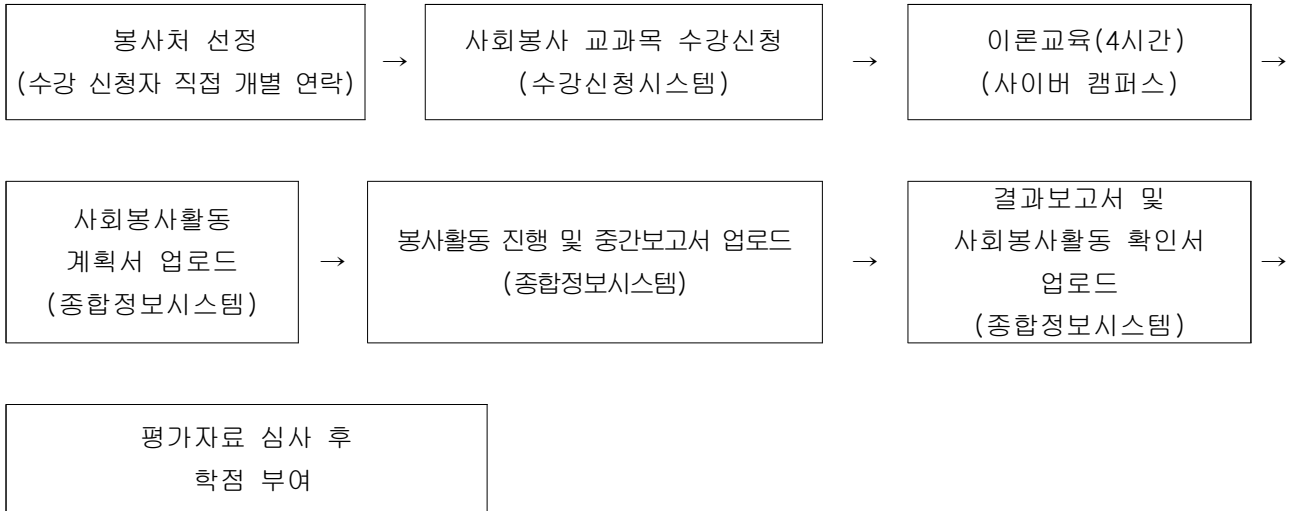 봉사처 선정
(수강 신청자 직접 개별 연락)
→
사회봉사 교과목 수강신청
(수강신청시스템)
→
이론교육(4시간)
(사이버 캠퍼스)
→
사회봉사활동
계획서 업로드
(종합정보시스템)
→
봉사활동 진행 및 중간보고서 업로드
(종합정보시스템)
→
결과보고서 및
사회봉사활동 확인서
업로드
(종합정보시스템)
→
평가자료 심사 후
학점 부여